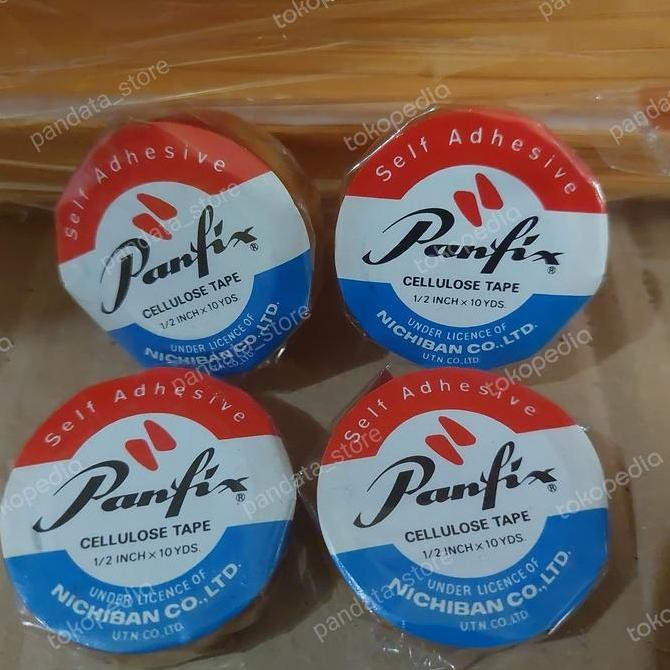 Self Adhesive
Panfix®
CELLULOSE TAPE
1/2 INCH x 10 YDS.
UNDER LICENCE OF
NICHIBAN CO., LTD.
U.T.N. CO., LTD.
Self Adhesive
Panfix®
CELLULOSE TAPE
1/2 INCH x 10 YDS.
UNDER LICENCE OF
NICHIBAN CO., LTD.
U.T.N. CO., LTD.
Self Adhesive
Panfix®
CELLULOSE TAPE
1/2 INCH x 10 YDS.
UNDER LICENCE OF
NICHIBAN CO., LTD.
U.T.N. CO., LTD.
Self Adhesive
Panfix®
CELLULOSE TAPE
1/2 INCH x 10 YDS.
UNDER LICENCE OF
NICHIBAN CO., LTD.
U.T.N. CO., LTD.
pandata_store
tokopedia